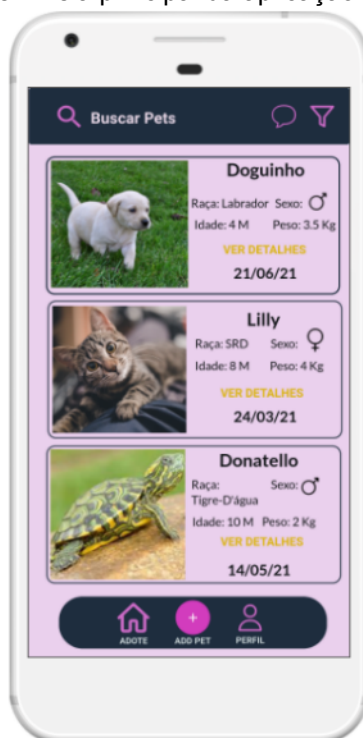 Buscar Pets
Doguinho
Raça: Labrador Sexo:
Idade: 4 M Peso: 3.5 Kg
VER DETALHES
21/06/21
Lilly
Raça: SRD Sexo:
Idade: 8 M Peso: 4 Kg
VER DETALHES
24/03/21
Donatello
Raça: Sexo:
Tigre-D'água
Idade: 10 M Peso: 2 Kg
VER DETALHES
14/05/21
+
ADOTE ADD PET PERFIL